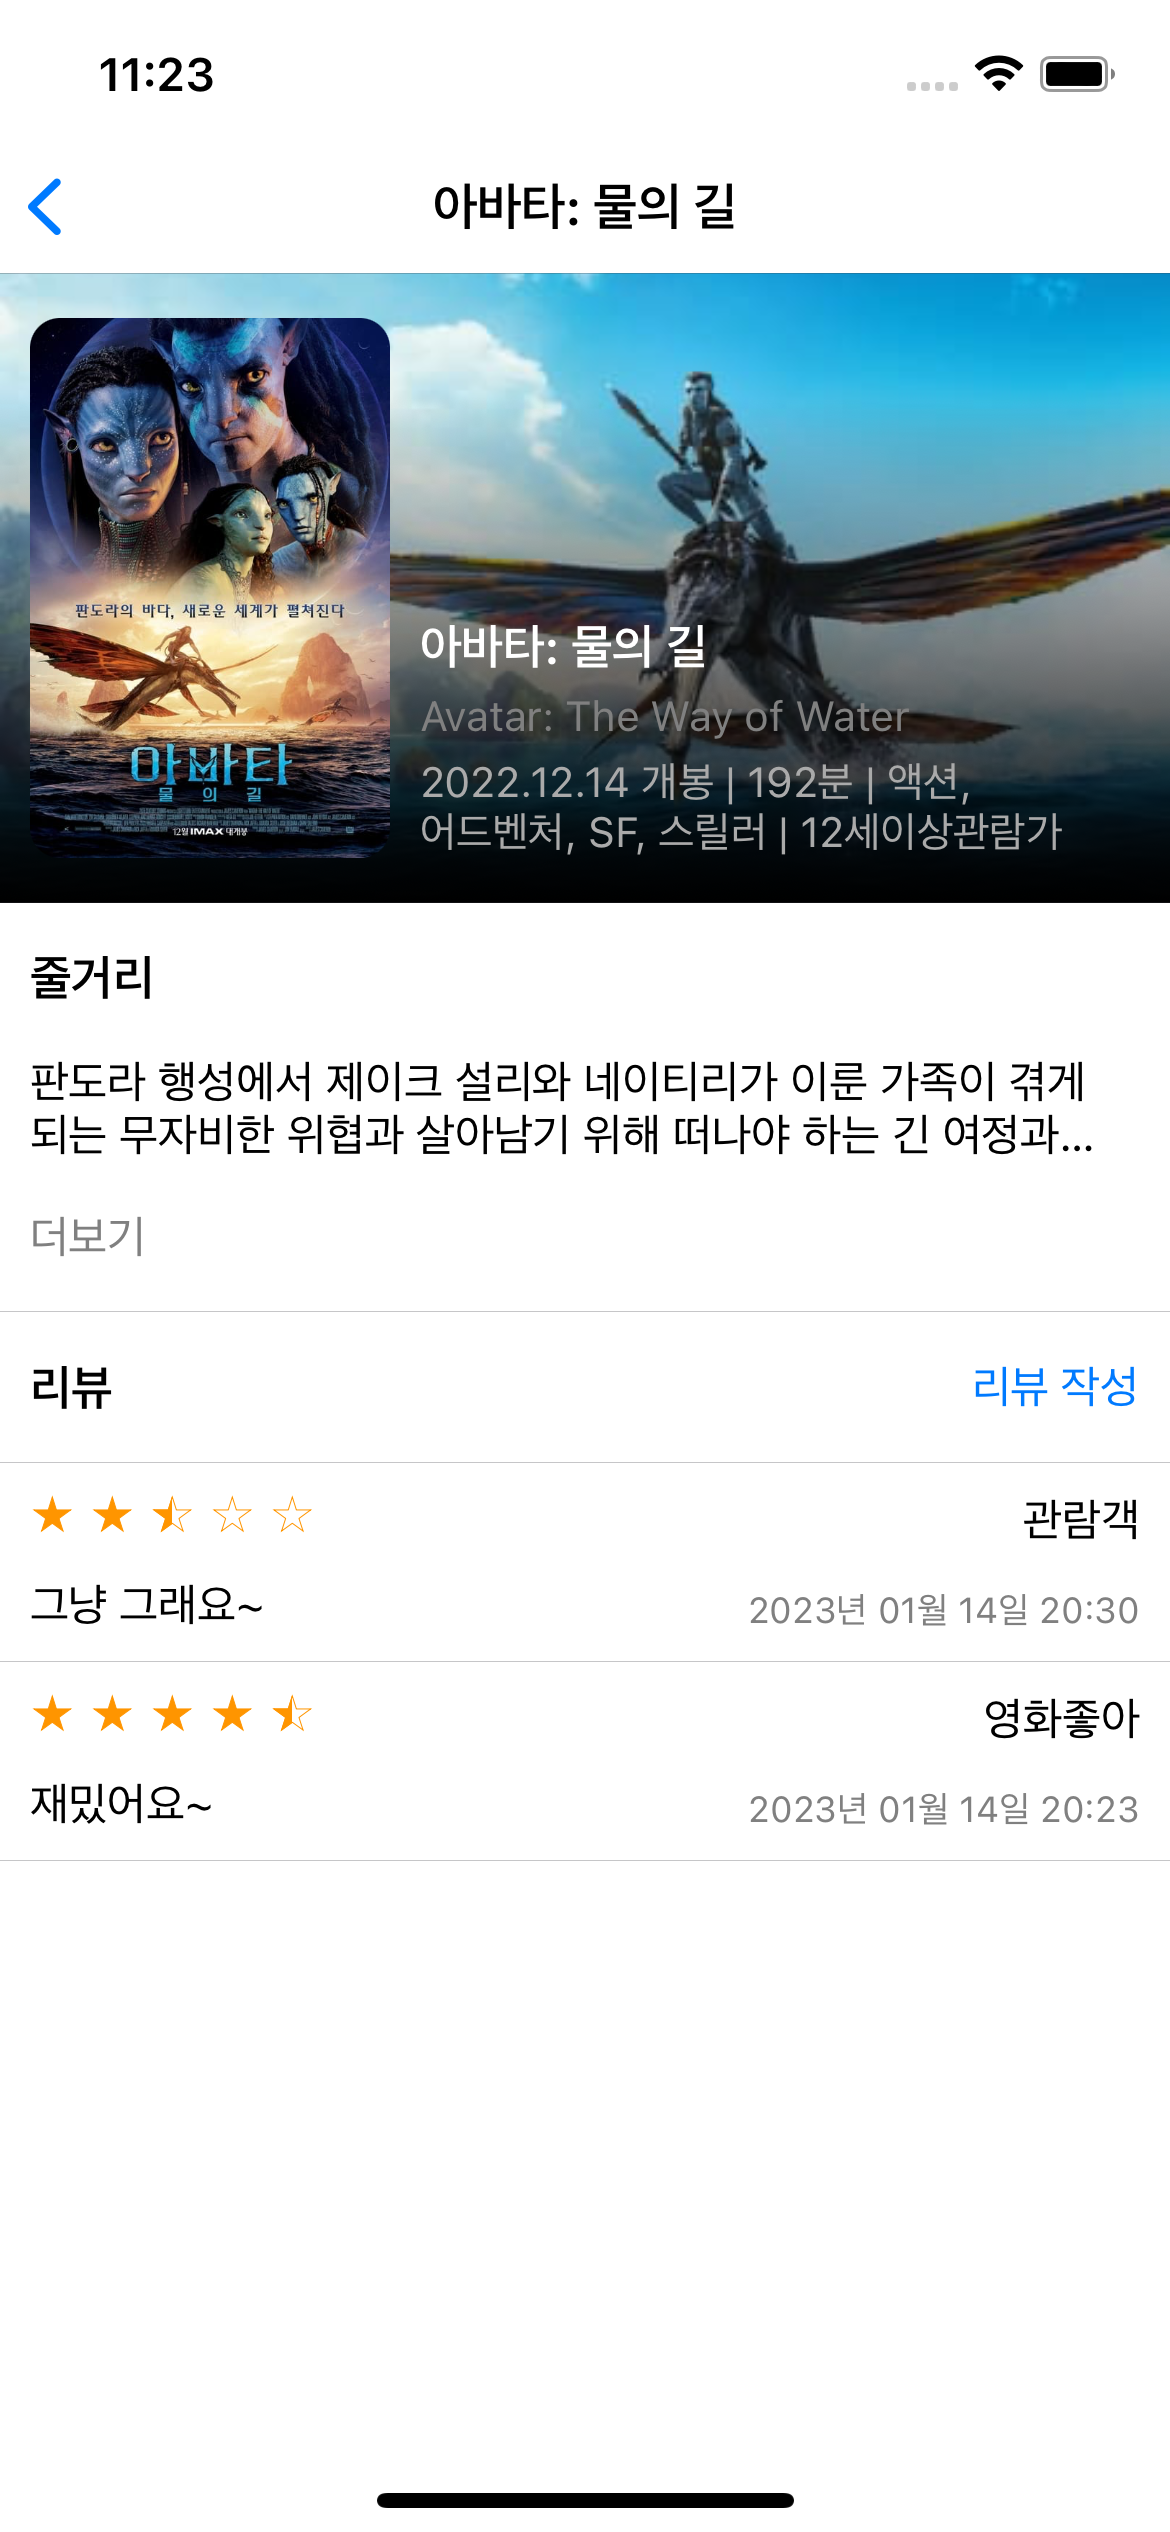 11:23
아바타: 물의 길
판도라의 바다, 새로운 세계가 펼쳐진다
아바타
물의 길
12월 IMAX 대개봉
아바타: 물의 길
Avatar: The Way of Water
2022.12.14 개봉 | 192분 | 액션,
어드벤처, SF, 스릴러 | 12세이상관람가
줄거리
판도라 행성에서 제이크 설리와 네이티리가 이룬 가족이 겪게
되는 무자비한 위협과 살아남기 위해 떠나야 하는 긴 여정과...
더보기
리뷰
리뷰 작성
관람객
그냥 그래요~
2023년 01월 14일 20:30
영화좋아
재밌어요~
2023년 01월 14일 20:23